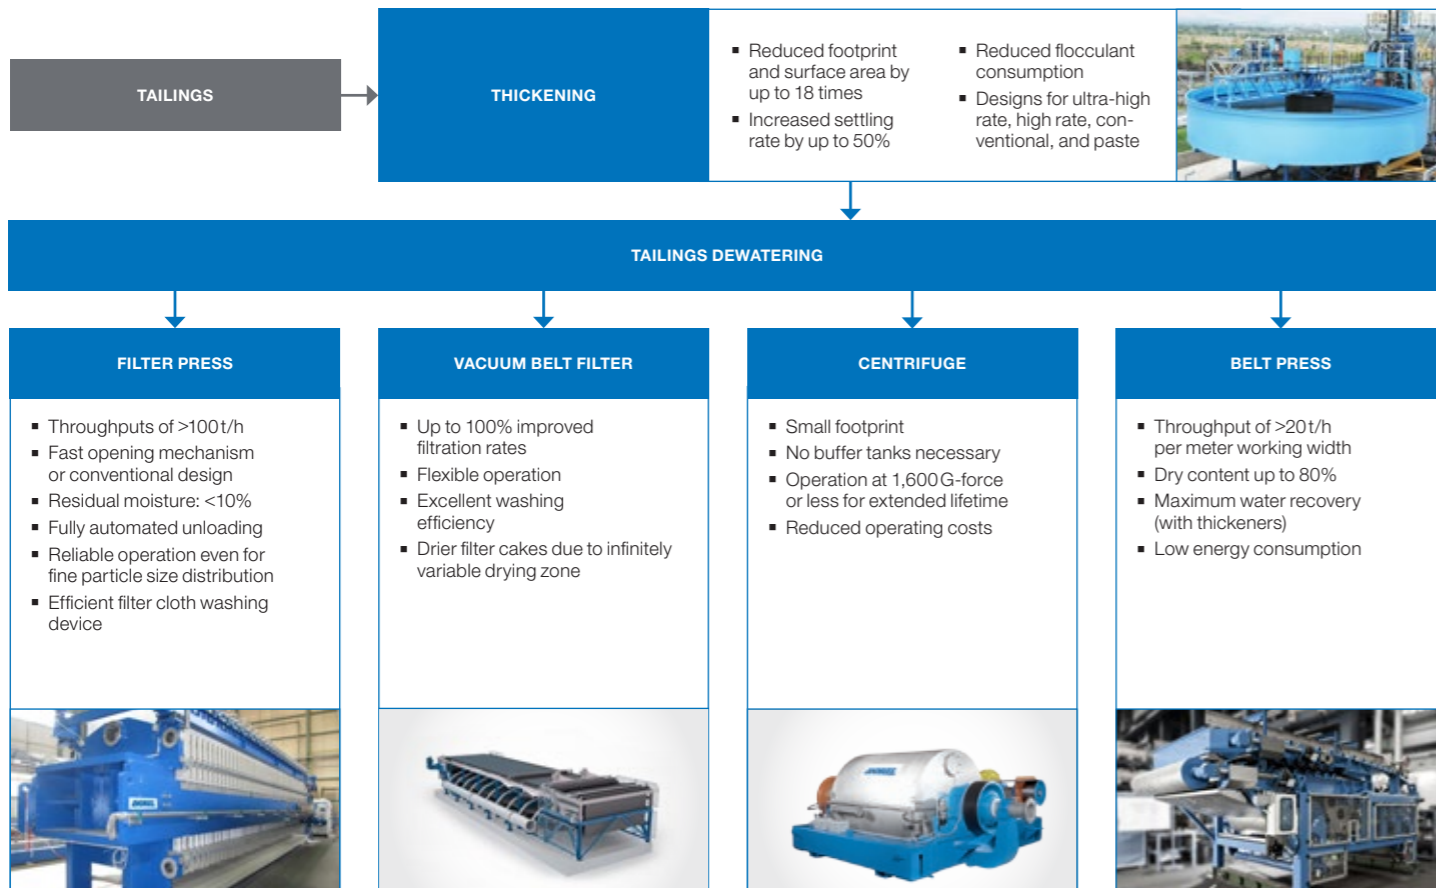 TAILINGS
THICKENING
▪ Reduced footprint
and surface area by
up to 18 times
▪ Increased settling
rate by up to 50%
▪ Reduced flocculant
consumption
▪ Designs for ultra-high
rate, high rate, con-
ventional, and paste
TAILINGS DEWATERING
FILTER PRESS
▪ Throughputs of >100 t/h
▪ Fast opening mechanism
or conventional design
▪ Residual moisture: <10%
▪ Fully automated unloading
▪ Reliable operation even for
fine particle size distribution
▪ Efficient filter cloth washing
device
VACUUM BELT FILTER
▪ Up to 100% improved
filtration rates
▪ Flexible operation
▪ Excellent washing
efficiency
▪ Drier filter cakes due to infinitely
variable drying zone
CENTRIFUGE
▪ Small footprint
▪ No buffer tanks necessary
▪ Operation at 1,600 G-force
or less for extended lifetime
▪ Reduced operating costs
BELT PRESS
▪ Throughput of >20 t/h
per meter working width
▪ Dry content up to 80%
▪ Maximum water recovery
(with thickeners)
▪ Low energy consumption